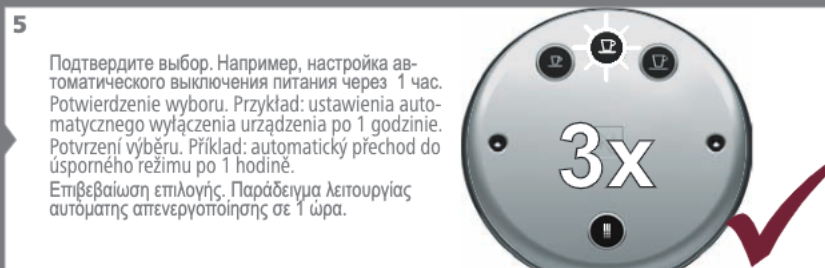 5
Подтвердите выбор. Например, настройка ав-
томатического выключения питания через 1 час.
Potwierdzenie wyboru. Przykład: ustawienia auto-
matycznego wyłączenia urządzenia po 1 godzinie.
Potvrzení výběru. Příklad: automatický přechod do
úsporného režimu po 1 hodině.
Επιβεβαίωση επιλογής. Παράδειγμα λειτουργίας
αυτόματης απενεργοποίησης σε 1 ώρα.
3x